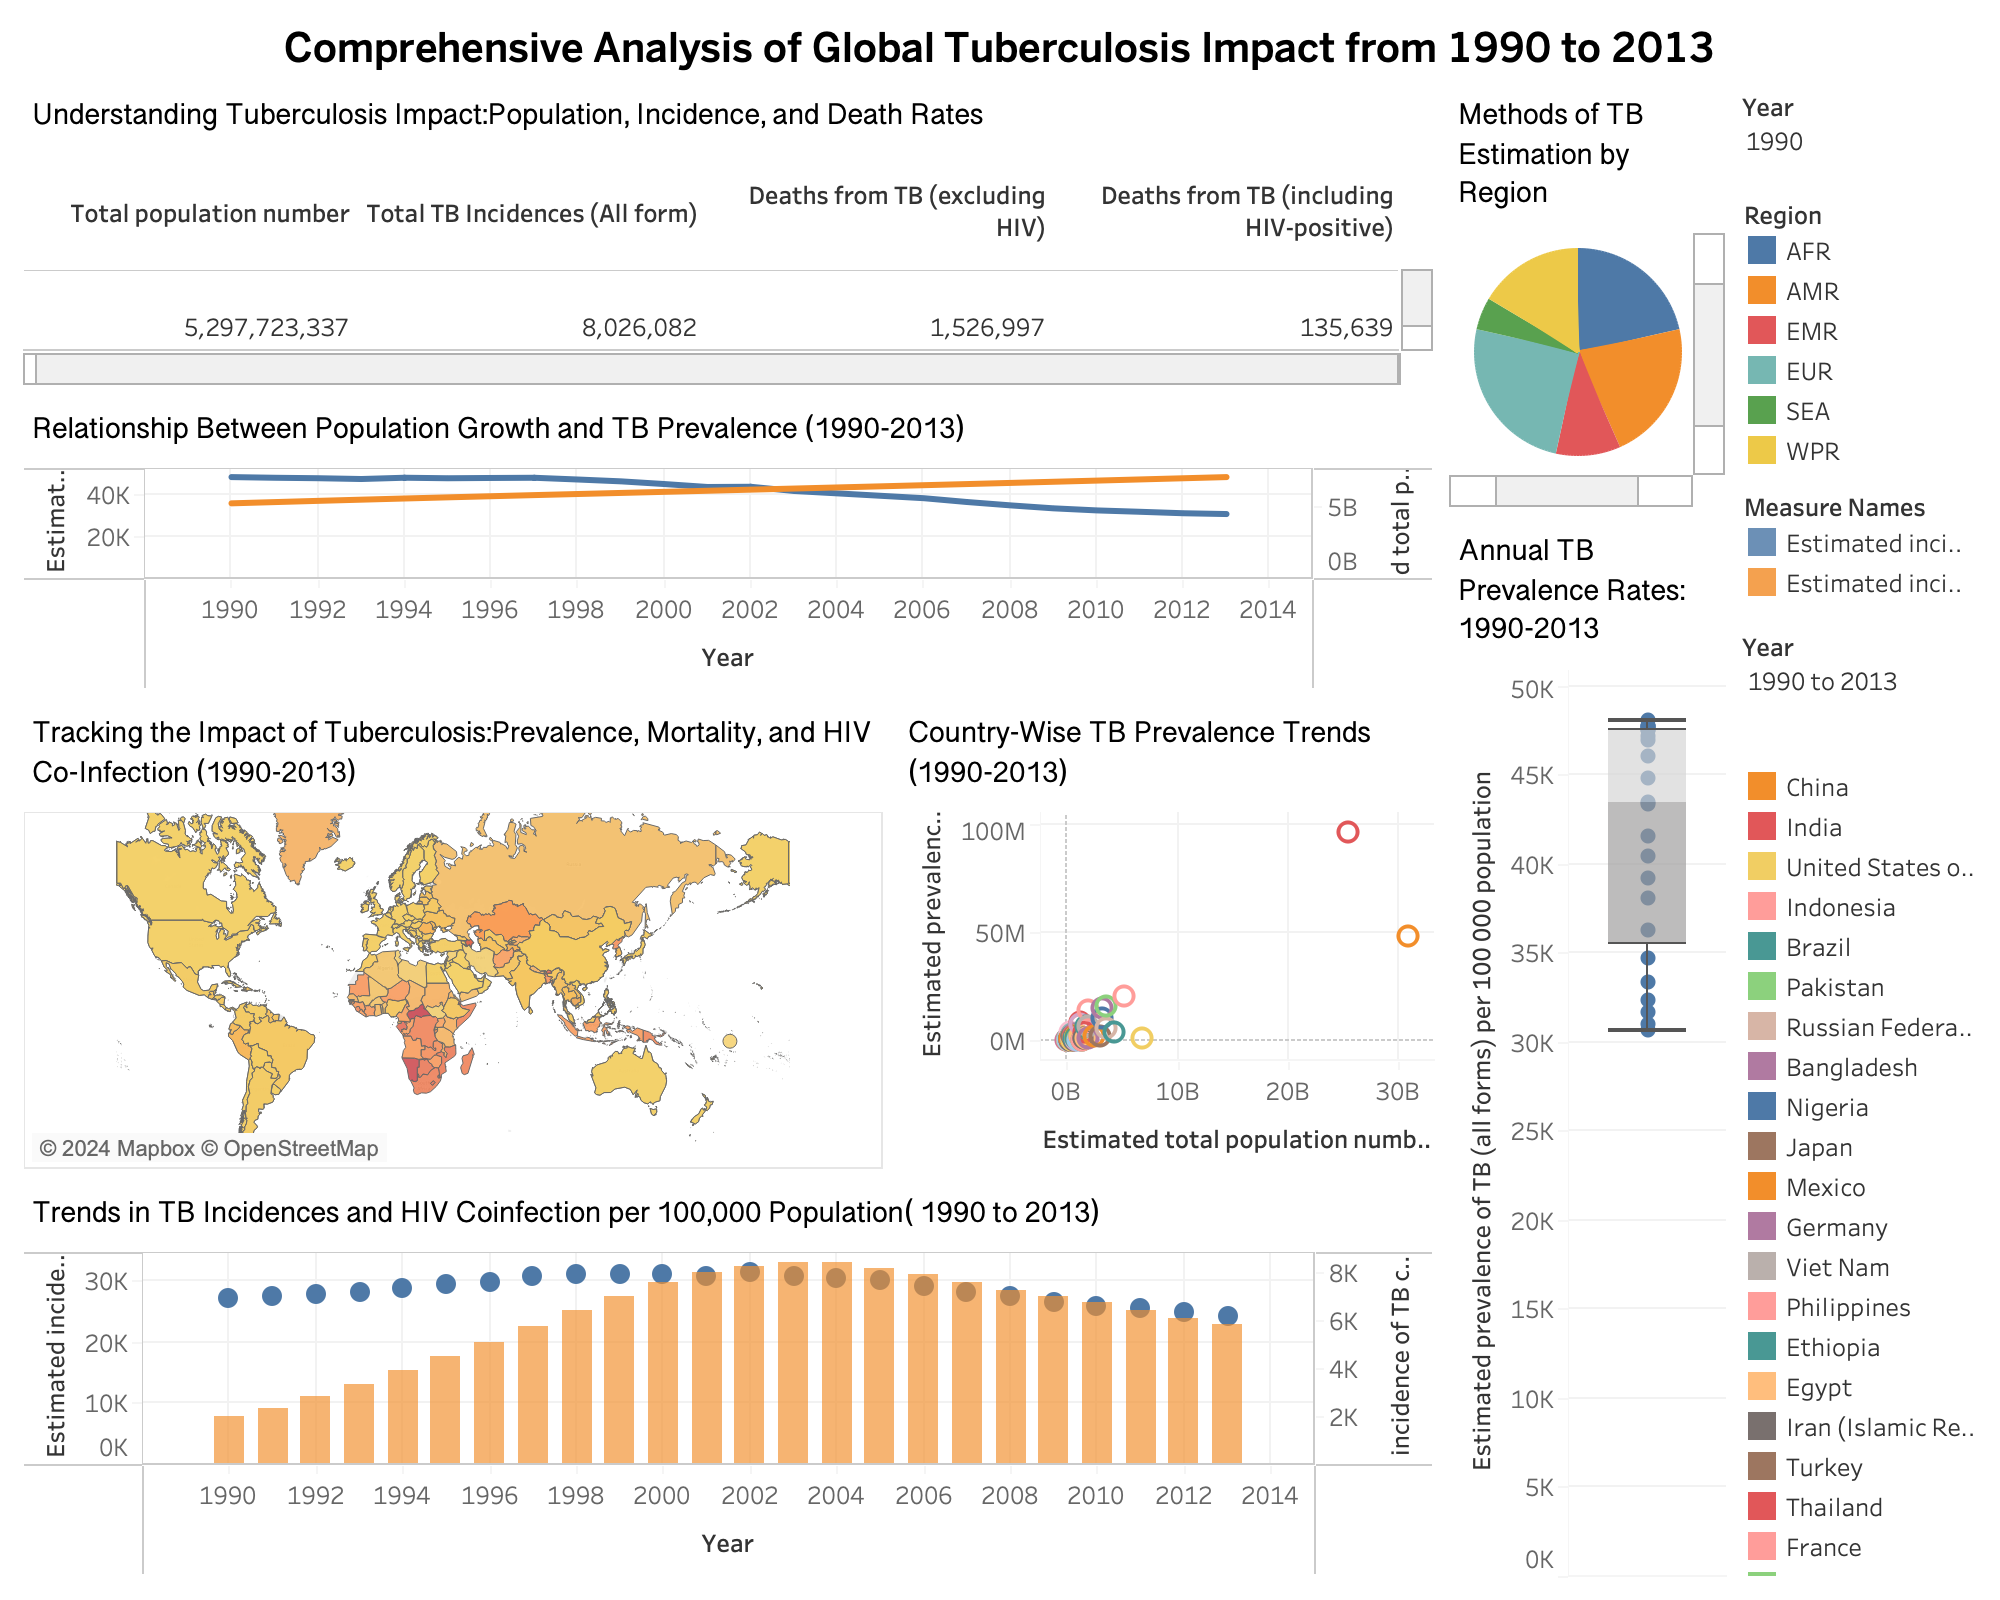 Comprehensive Analysis of Global Tuberculosis Impact from 1990 to 2013
Understanding Tuberculosis Impact:Population, Incidence, and Death Rates
Total population number
Total TB Incidences (All form)
Deaths from TB (excluding
HIV)
Deaths from TB (including
HIV-positive)
5,297,723,337
8,026,082
1,526,997
135,639
Methods of TB
Estimation by
Region
Year
1990
Region
AFR
AMR
EMR
EUR
SEA
WPR
Measure Names
Estimated inci..
Estimated inci..
Relationship Between Population Growth and TB Prevalence (1990-2013)
Estimat..
40K
20K
5B
0B
d total p..
1990 1992 1994 1996 1998 2000 2002 2004 2006 2008 2010 2012 2014
Year
Annual TB
Prevalence Rates:
1990-2013
Estimated prevalence of TB (all forms) per 100 000 population
50K
45K
40K
35K
30K
25K
20K
15K
10K
5K
0K
Year
1990 to 2013
China
India
United States o..
Indonesia
Brazil
Pakistan
Russian Federa..
Bangladesh
Nigeria
Japan
Mexico
Germany
Viet Nam
Philippines
Ethiopia
Egypt
Iran (Islamic Re..
Turkey
Thailand
France
Tracking the Impact of Tuberculosis:Prevalence, Mortality, and HIV
Co-Infection (1990-2013)
© 2024 Mapbox © OpenStreetMap
Country-Wise TB Prevalence Trends
(1990-2013)
Estimated prevalenc..
100M
50M
0M
0B 10B 20B 30B
Estimated total population numb..
Trends in TB Incidences and HIV Coinfection per 100,000 Population( 1990 to 2013)
Estimated incide..
30K
20K
10K
0K
8K
6K
4K
2K
incidence of TB c..
1990 1992 1994 1996 1998 2000 2002 2004 2006 2008 2010 2012 2014
Year